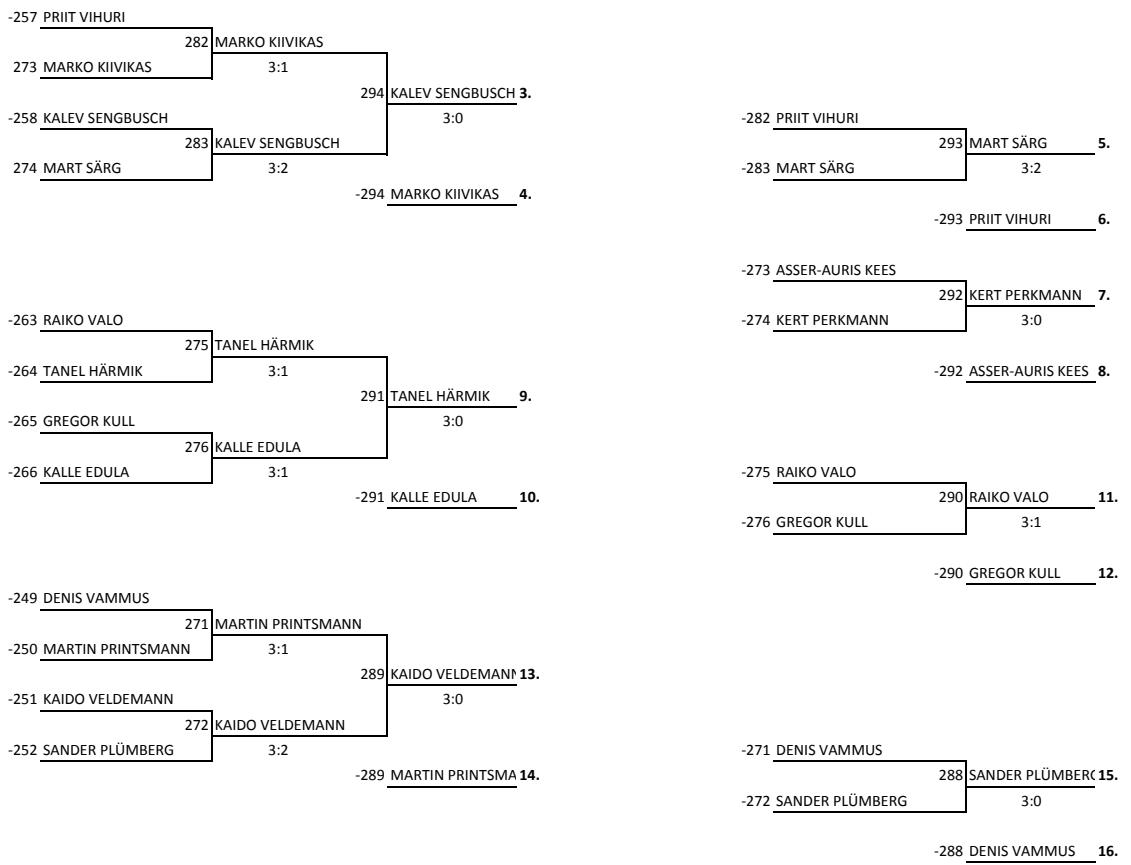 -257 PRIIT VIHURI
282 MARKO KIIVIKAS
273 MARKO KIIVIKAS 3:1
294 KALEV SENGBUSCH 3.
-258 KALEV SENGBUSCH 3:0 -282 PRIIT VIHURI
283 KALEV SENGBUSCH 293 MART SÄRG 5.
274 MART SÄRG 3:2 -283 MART SÄRG 3:2
-294 MARKO KIIVIKAS 4.
-293 PRIIT VIHURI 6.
-273 ASSER-AURIS KEES
292 KERT PERKMANN 7.
-263 RAIKO VALO -274 KERT PERKMANN 3:0
275 TANEL HÄRMIK
-264 TANEL HÄRMIK 3:1 -292 ASSER-AURIS KEES 8.
291 TANEL HÄRMIK 9.
-265 GREGOR KULL 3:0
276 KALLE EDULA
-266 KALLE EDULA 3:1 -275 RAIKO VALO
-291 KALLE EDULA 10. 290 RAIKO VALO 11.
-276 GREGOR KULL 3:1
-290 GREGOR KULL 12.
-249 DENIS VAMMUS
271 MARTIN PRINTSMANN
-250 MARTIN PRINTSMANN 3:1
289 KAIDO VELDEMANN 13.
-251 KAIDO VELDEMANN 3:0
272 KAIDO VELDEMANN
-252 SANDER PLÜMBERG 3:2 -271 DENIS VAMMUS
-289 MARTIN PRINTSMA 14. 288 SANDER PLÜMBERG 15.
-272 SANDER PLÜMBERG 3:0
-288 DENIS VAMMUS 16.